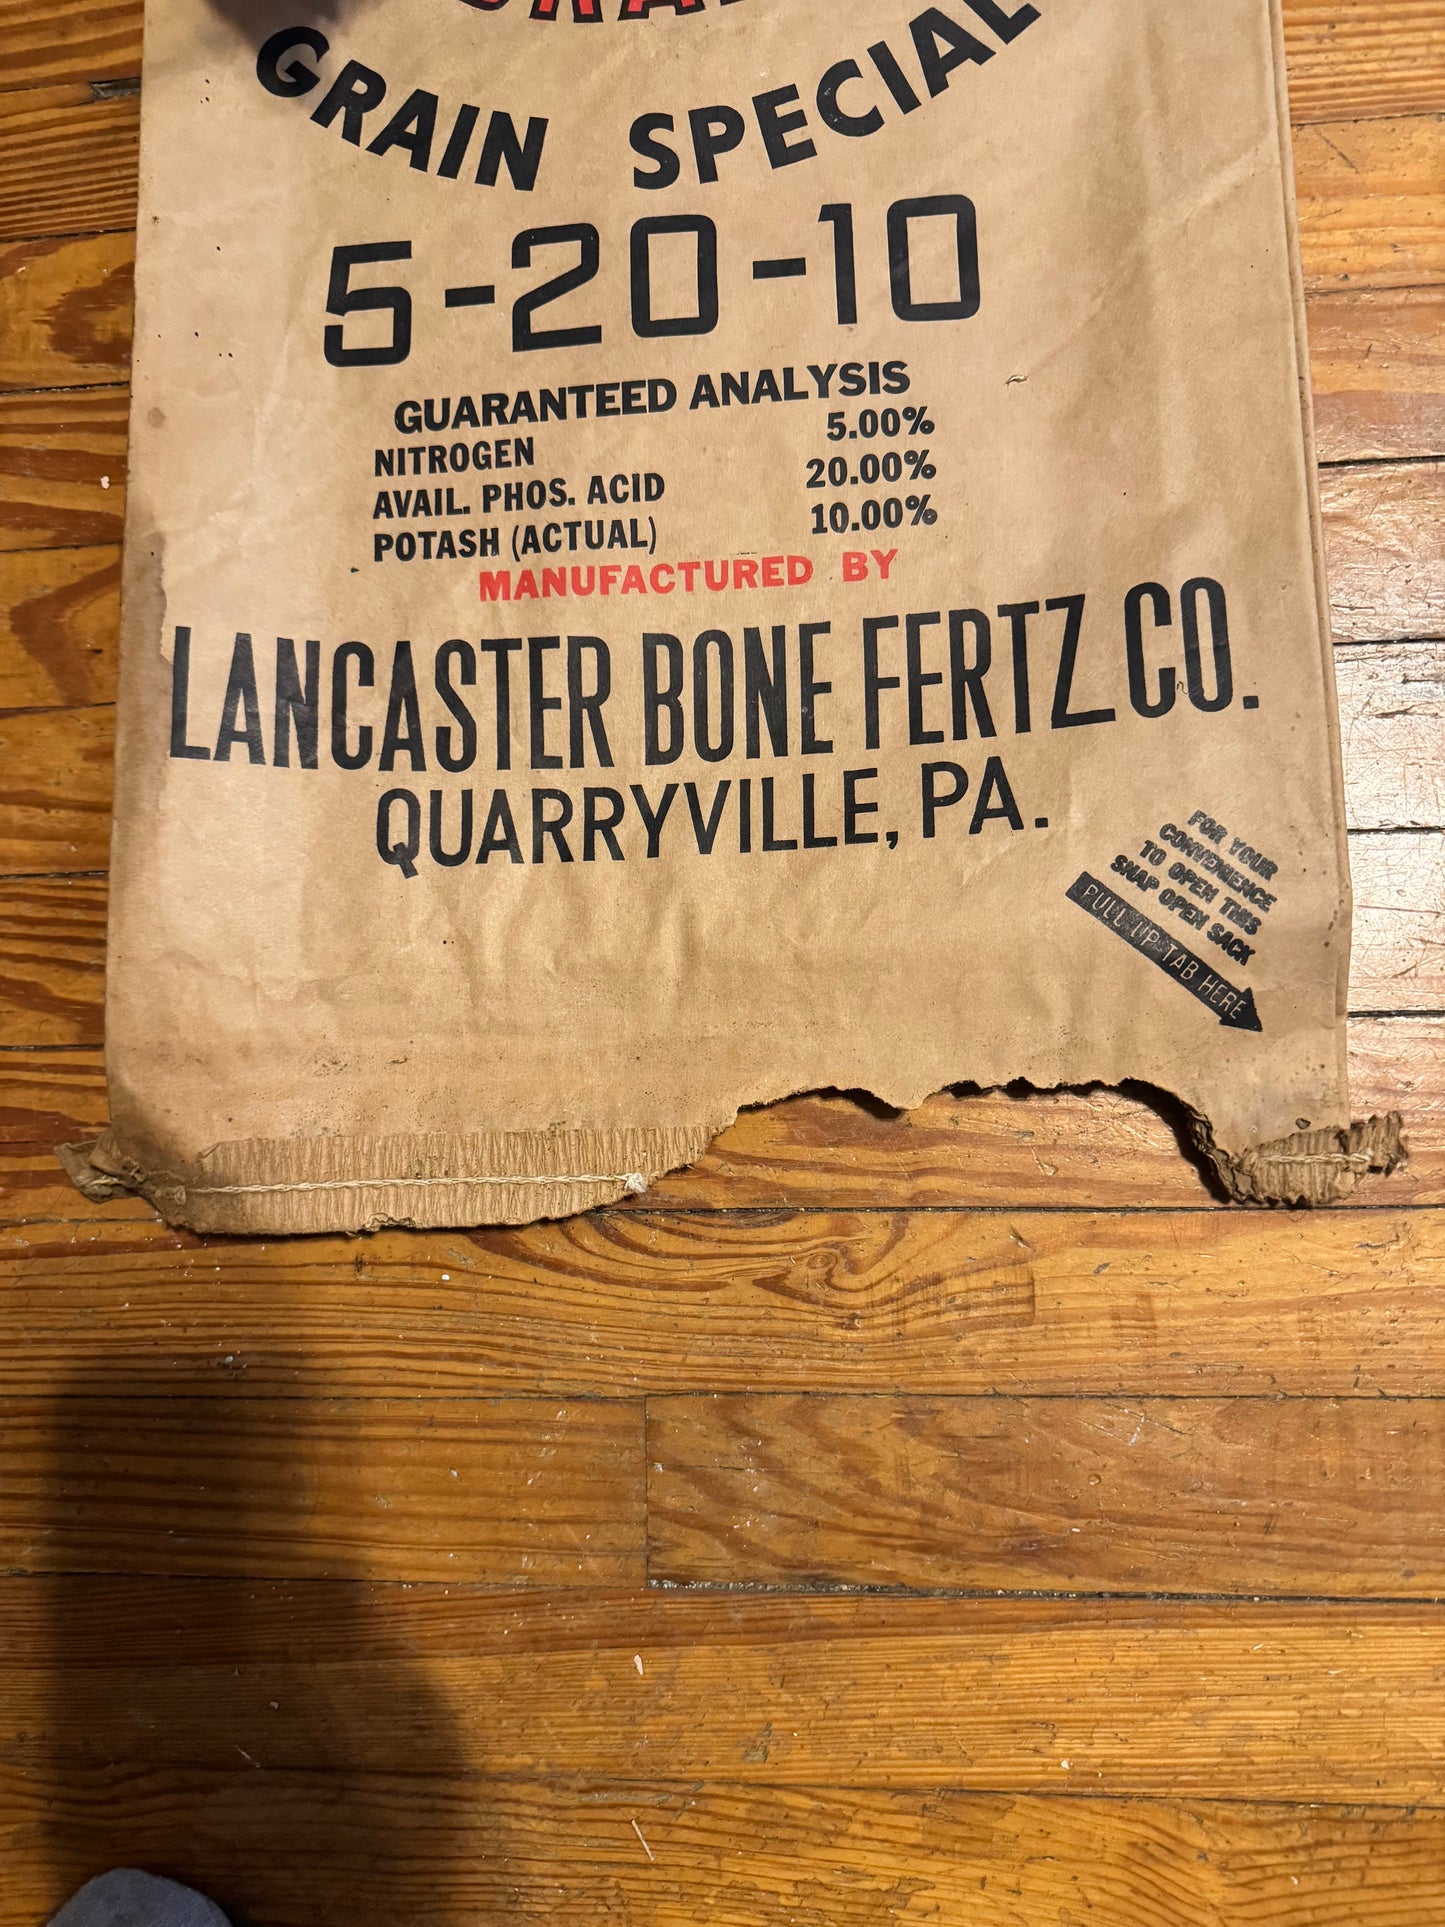 GRAIN SPECIAL
5-20-10
GUARANTEED ANALYSIS
NITROGEN 5.00%
AVAIL. PHOS. ACID 20.00%
POTASH (ACTUAL) 10.00%
MANUFACTURED BY
LANCASTER BONE FERTZ CO.
QUARRYVILLE, PA.
FOR YOUR
CONVENIENCE
TO OPEN THIS
SNAP OPEN SACK
PULL UP TAB HERE